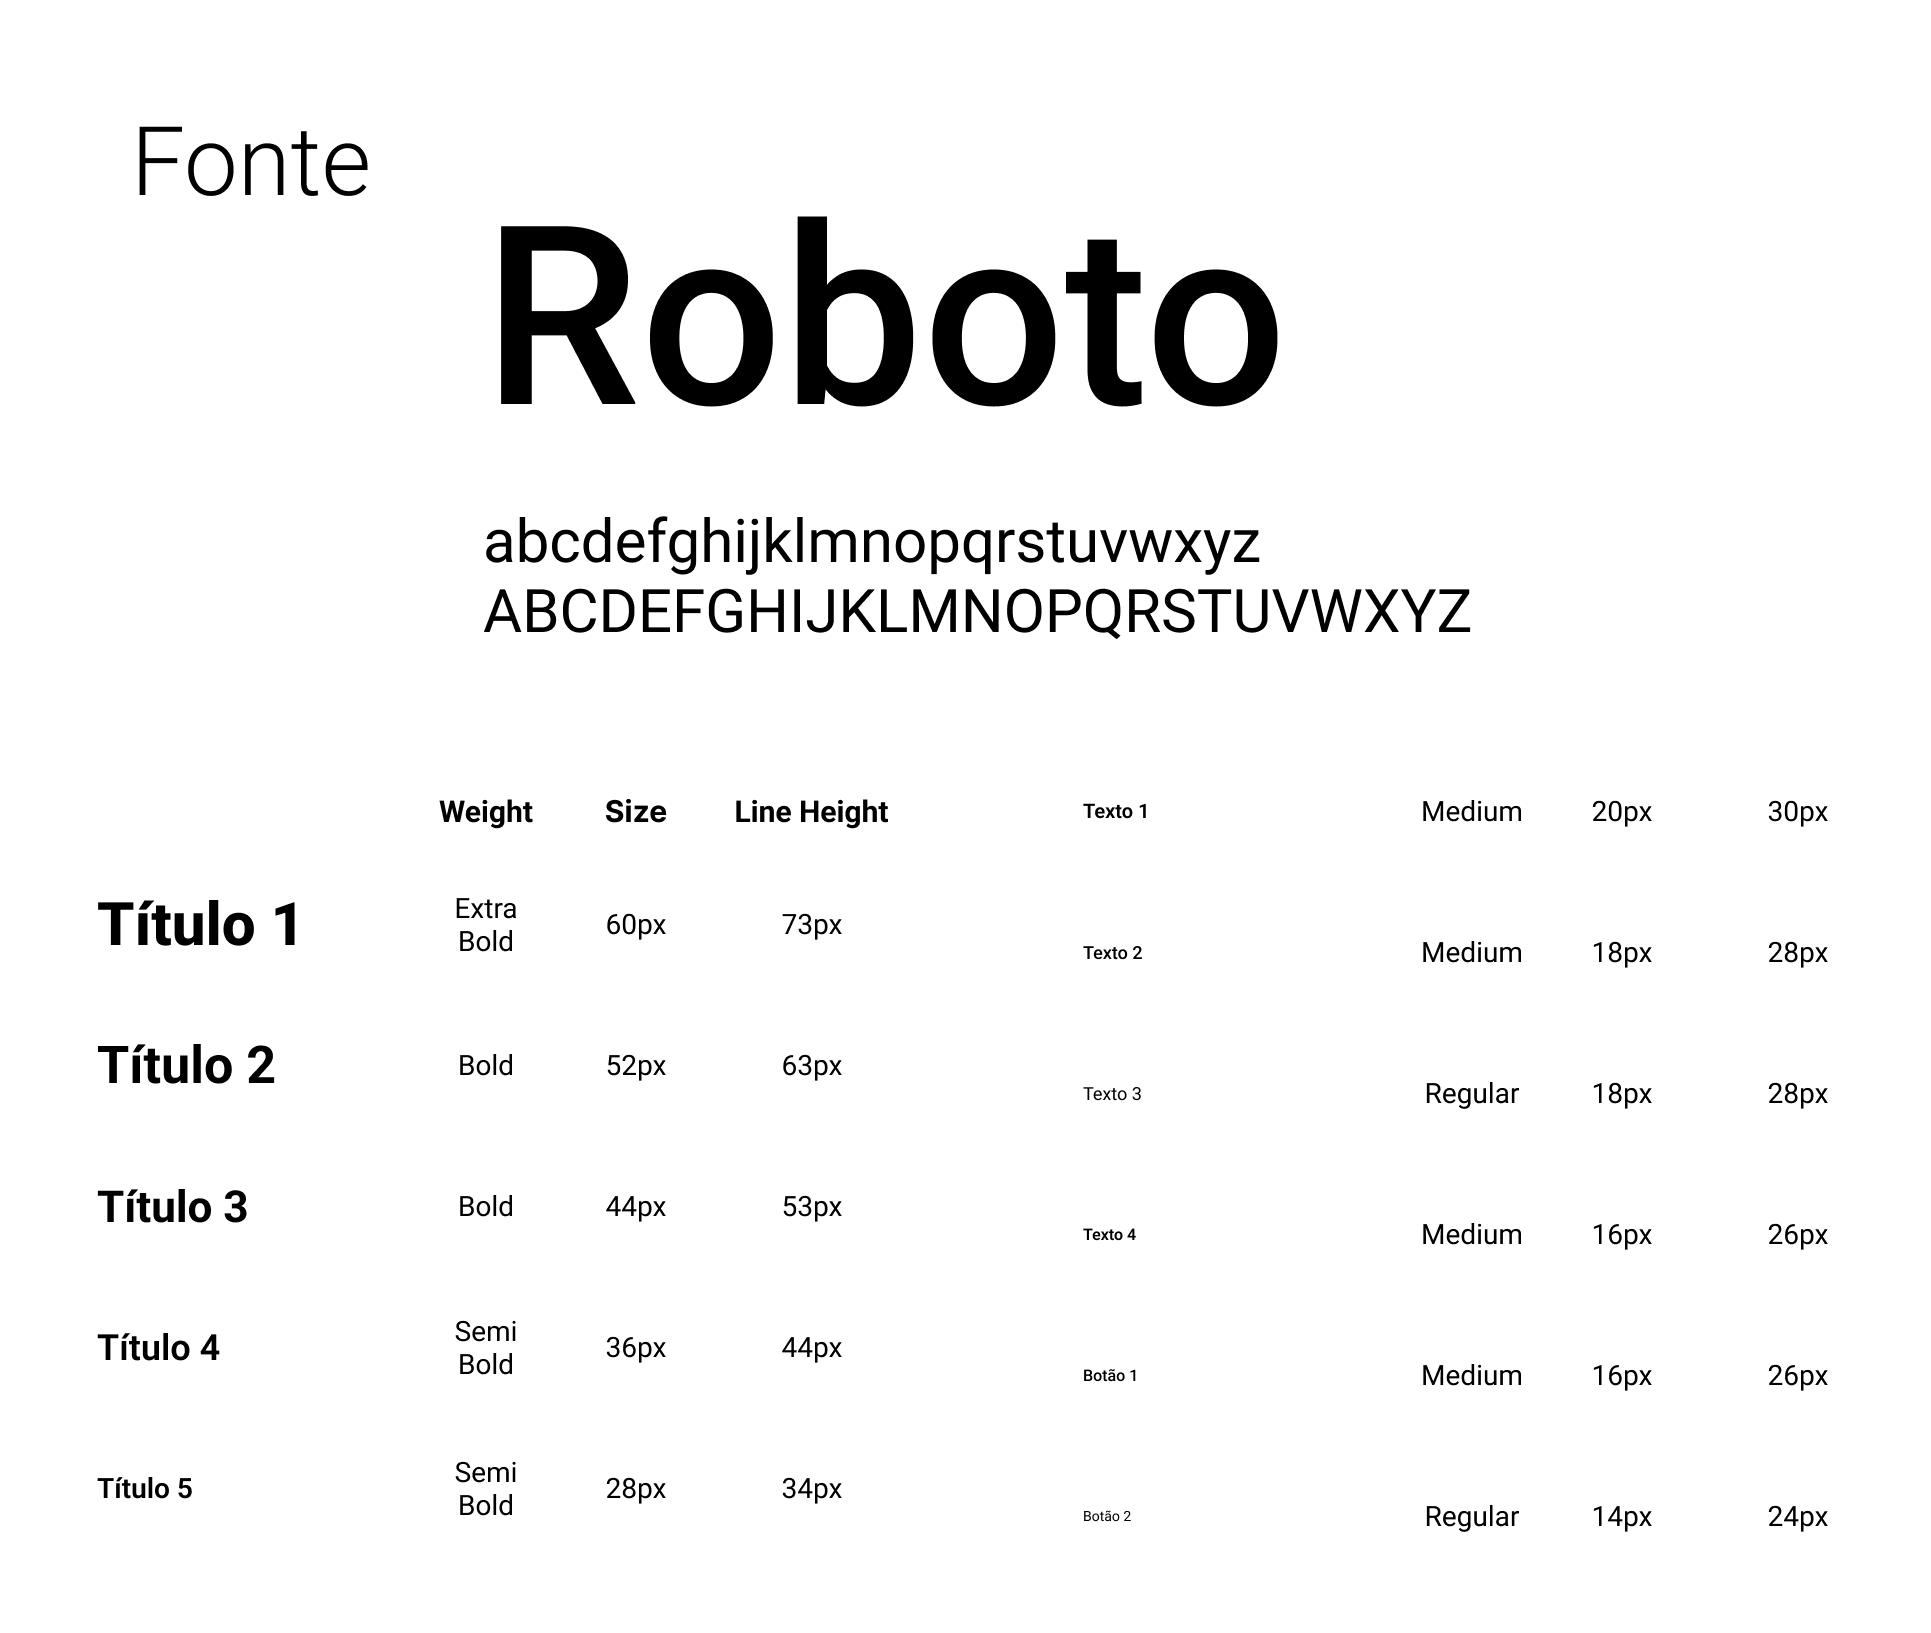 Fonte
Roboto
abcdefghijklmnopqrstuvwxyz
ABCDEFGHIJKLMNOPQRSTUVWXYZ
Weight Size Line Height
Título 1 Extra Bold 60px 73px
Título 2 Bold 52px 63px
Título 3 Bold 44px 53px
Título 4 Semi Bold 36px 44px
Título 5 Semi Bold 28px 34px
Texto 1 Medium 20px 30px
Texto 2 Medium 18px 28px
Texto 3 Regular 18px 28px
Texto 4 Medium 16px 26px
Botão 1 Medium 16px 26px
Botão 2 Regular 14px 24px